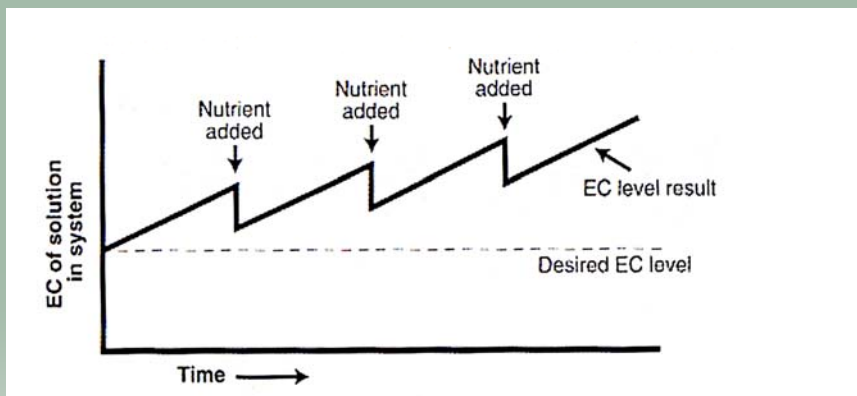 Nutrient
added
Nutrient
added
Nutrient
added
EC level result
Desired EC level
EC of solution
in system
Time